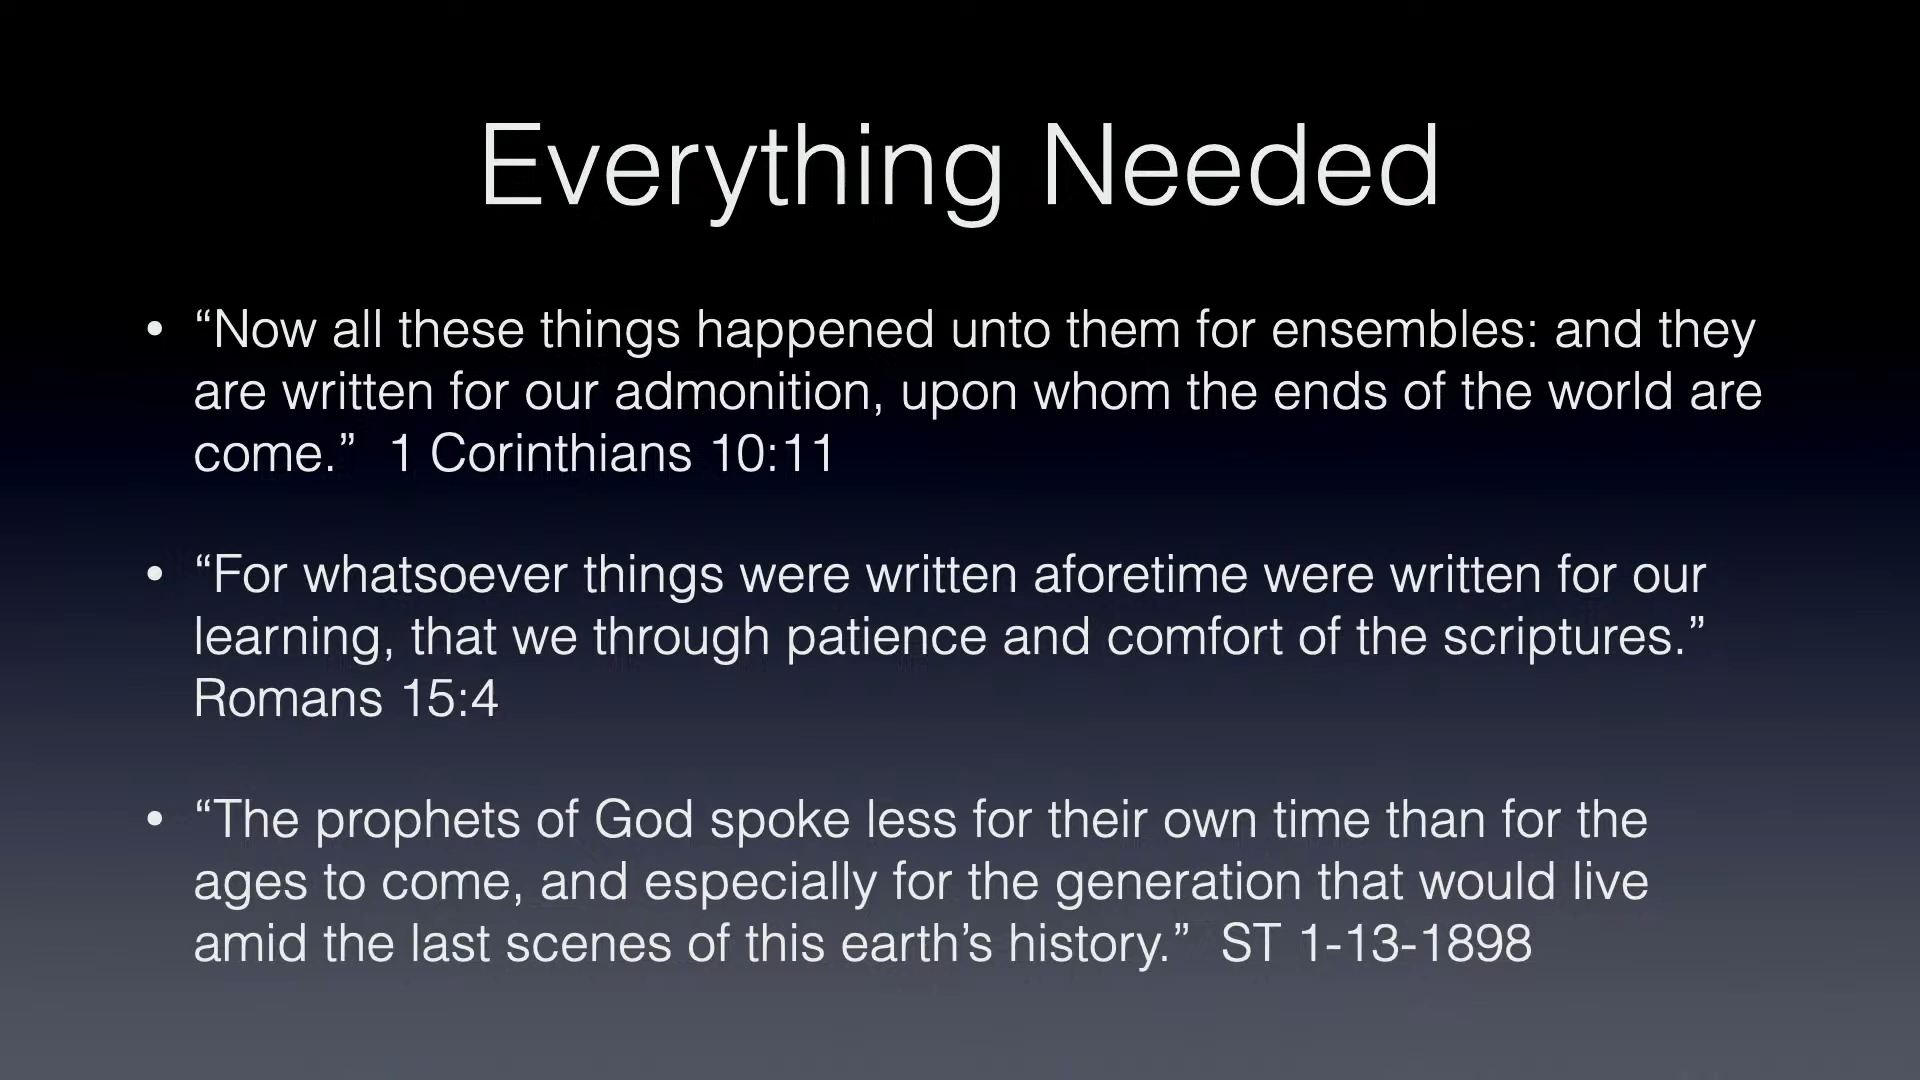 Everything Needed
• “Now all these things happened unto them for ensembles: and they
are written for our admonition, upon whom the ends of the world are
come.”  1 Corinthians 10:11
• “For whatsoever things were written aforetime were written for our
learning, that we through patience and comfort of the scriptures.”
Romans 15:4
• “The prophets of God spoke less for their own time than for the
ages to come, and especially for the generation that would live
amid the last scenes of this earth’s history.”  ST 1-13-1898